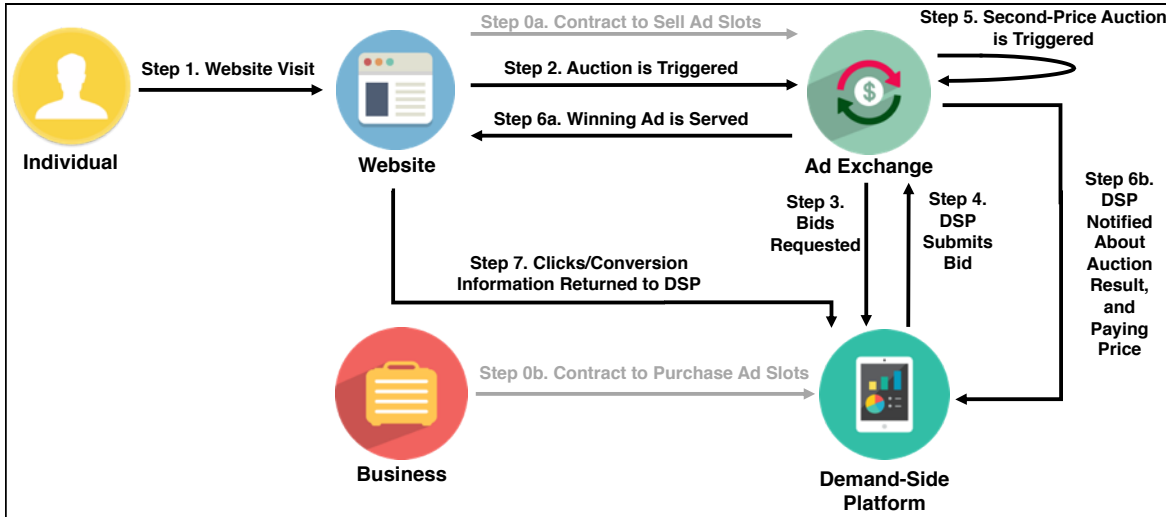 Step 0a. Contract to Sell Ad Slots
Step 5. Second-Price Auction
is Triggered
Step 1. Website Visit
Step 2. Auction is Triggered
Step 6a. Winning Ad is Served
Individual
Website
Ad Exchange
Step 3.
Bids
Requested
Step 4.
DSP
Submits
Bid
Step 6b.
DSP
Notified
About
Auction
Result,
and
Paying
Price
Step 7. Clicks/Conversion
Information Returned to DSP
Step 0b. Contract to Purchase Ad Slots
Business
Demand-Side
Platform